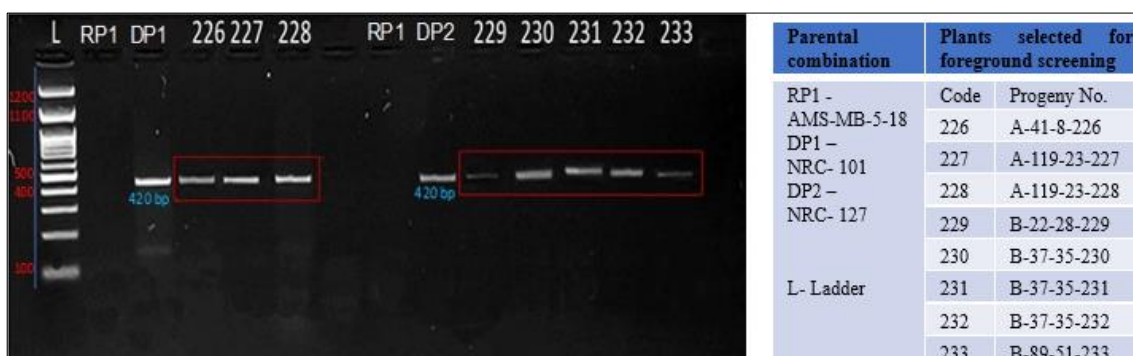 L RP1 DP1 226 227 228 RP1 DP2 229 230 231 232 233
1200
1100
500
400
100
420 bp 420 bp
Parental combination
Plants selected for foreground screening
RP1 -
AMS-MB-5-18
DP1 –
NRC- 101
DP2 –
NRC- 127
L- Ladder
Code Progeny No.
226 A-41-8-226
227 A-119-23-227
228 A-119-23-228
229 B-22-28-229
230 B-37-35-230
231 B-37-35-231
232 B-37-35-232
233 B-89-51-233